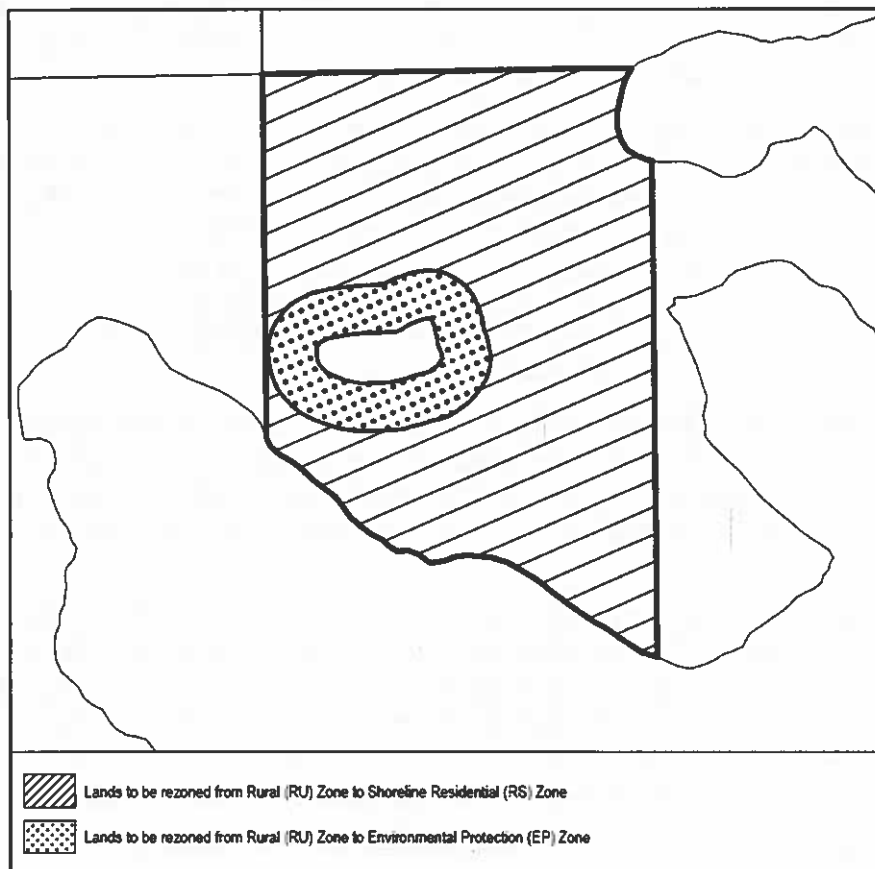 Lands to be rezoned from Rural (RU) Zone to Shoreline Residential (RS) Zone
Lands to be rezoned from Rural (RU) Zone to Environmental Protection (EP) Zone